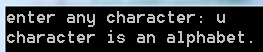 enter any character: u
character is an alphabet.